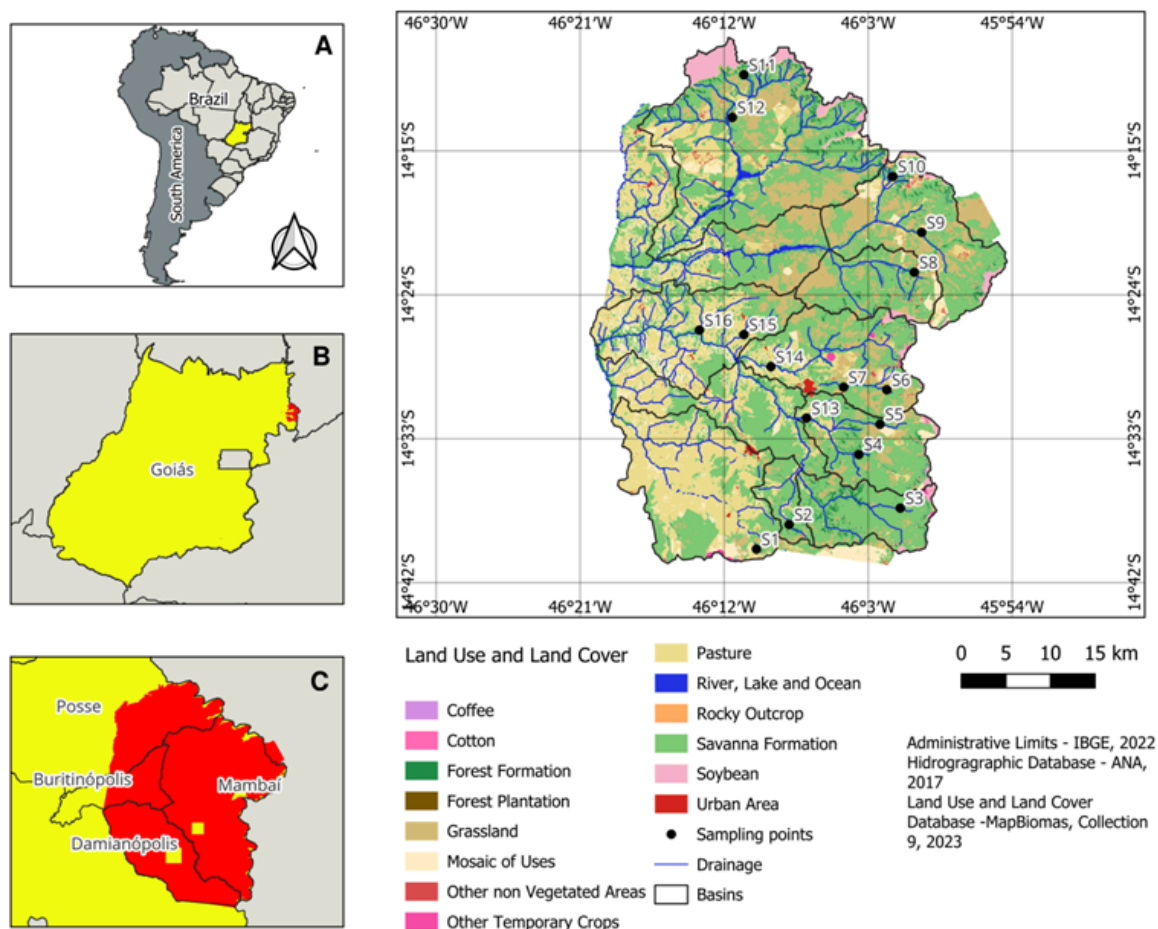 A
Brazil
South America
B
Goiás
C
Posse
Buritinópolis
Mambaí
Damianópolis
46°30'W 46°21'W 46°12'W 46°3'W 45°54'W
14°15'S 14°15'S
14°24'S 14°24'S
14°33'S 14°33'S
14°42'S 14°42'S
46°30'W 46°21'W 46°12'W 46°3'W 45°54'W
S11
S12
S10
S9
S8
S16 S15
S14
S7 S6
S13 S5
S4
S3
S2
S1
Land Use and Land Cover
Coffee
Cotton
Forest Formation
Forest Plantation
Grassland
Mosaic of Uses
Other non Vegetated Areas
Other Temporary Crops
Pasture
River, Lake and Ocean
Rocky Outcrop
Savanna Formation
Soybean
Urban Area
Sampling points
Drainage
Basins
0 5 10 15 km
Administrative Limits - IBGE, 2022
Hidrogragraphic Database - ANA,
2017
Land Use and Land Cover
Database -MapBiomas, Collection
9, 2023